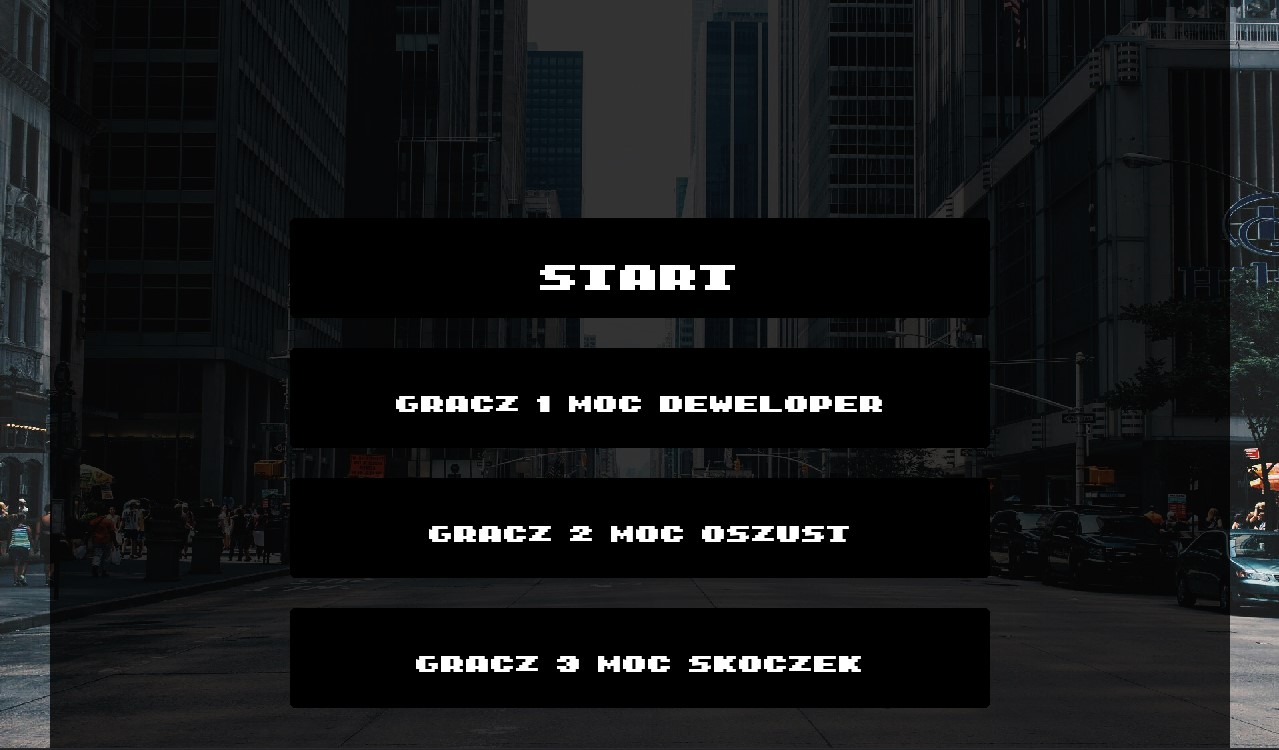 START
GRACZ 1 MOC DEWELOPER
GRACZ 2 MOC OSZUST
GRACZ 3 MOC SKOCZEK